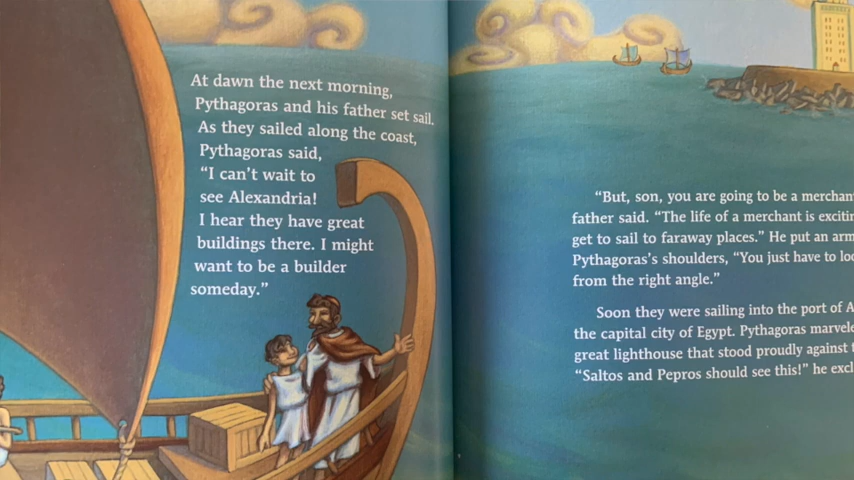 At dawn the next morning,
Pythagoras and his father set sail.
As they sailed along the coast,
Pythagoras said,
“I can’t wait to
see Alexandria!
I hear they have great
buildings there. I might
want to be a builder
someday.”
“But, son, you are going to be a merchan
father said. “The life of a merchant is excitin
get to sail to faraway places.” He put an arm
Pythagoras’s shoulders, “You just have to loo
from the right angle.”
Soon they were sailing into the port of A
the capital city of Egypt. Pythagoras marvele
great lighthouse that stood proudly against
“Saltos and Pepros should see this!” he excl